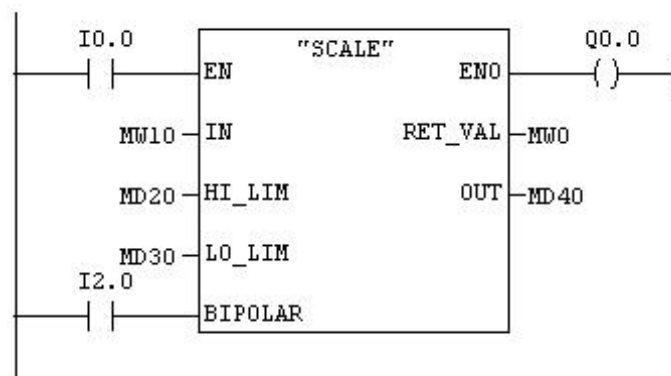 I0.0 "SCALE" Q0.0
EN ENO
MW10 IN RET_VAL MW0
MD20 HI_LIM OUT MD40
MD30 LO_LIM
I2.0
BIPOLAR